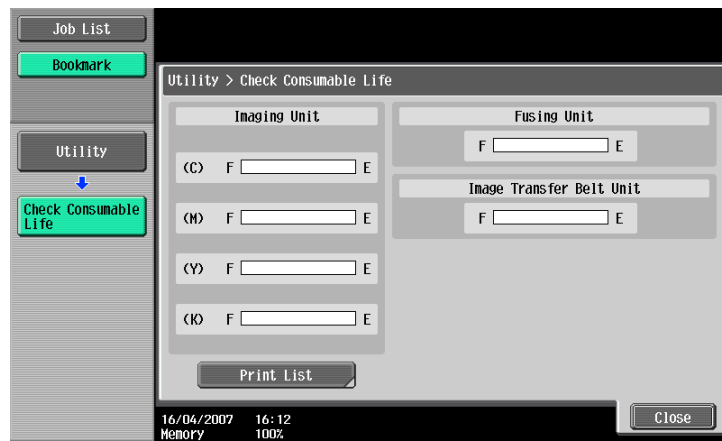 Job List
Bookmark
Utility
Check Consumable
Life
Utility > Check Consumable Life
Imaging Unit
(C) F E
(M) F E
(Y) F E
(K) F E
Print List
Fusing Unit
F E
Image Transfer Belt Unit
F E
16/04/2007 16:12
Memory 100%
Close